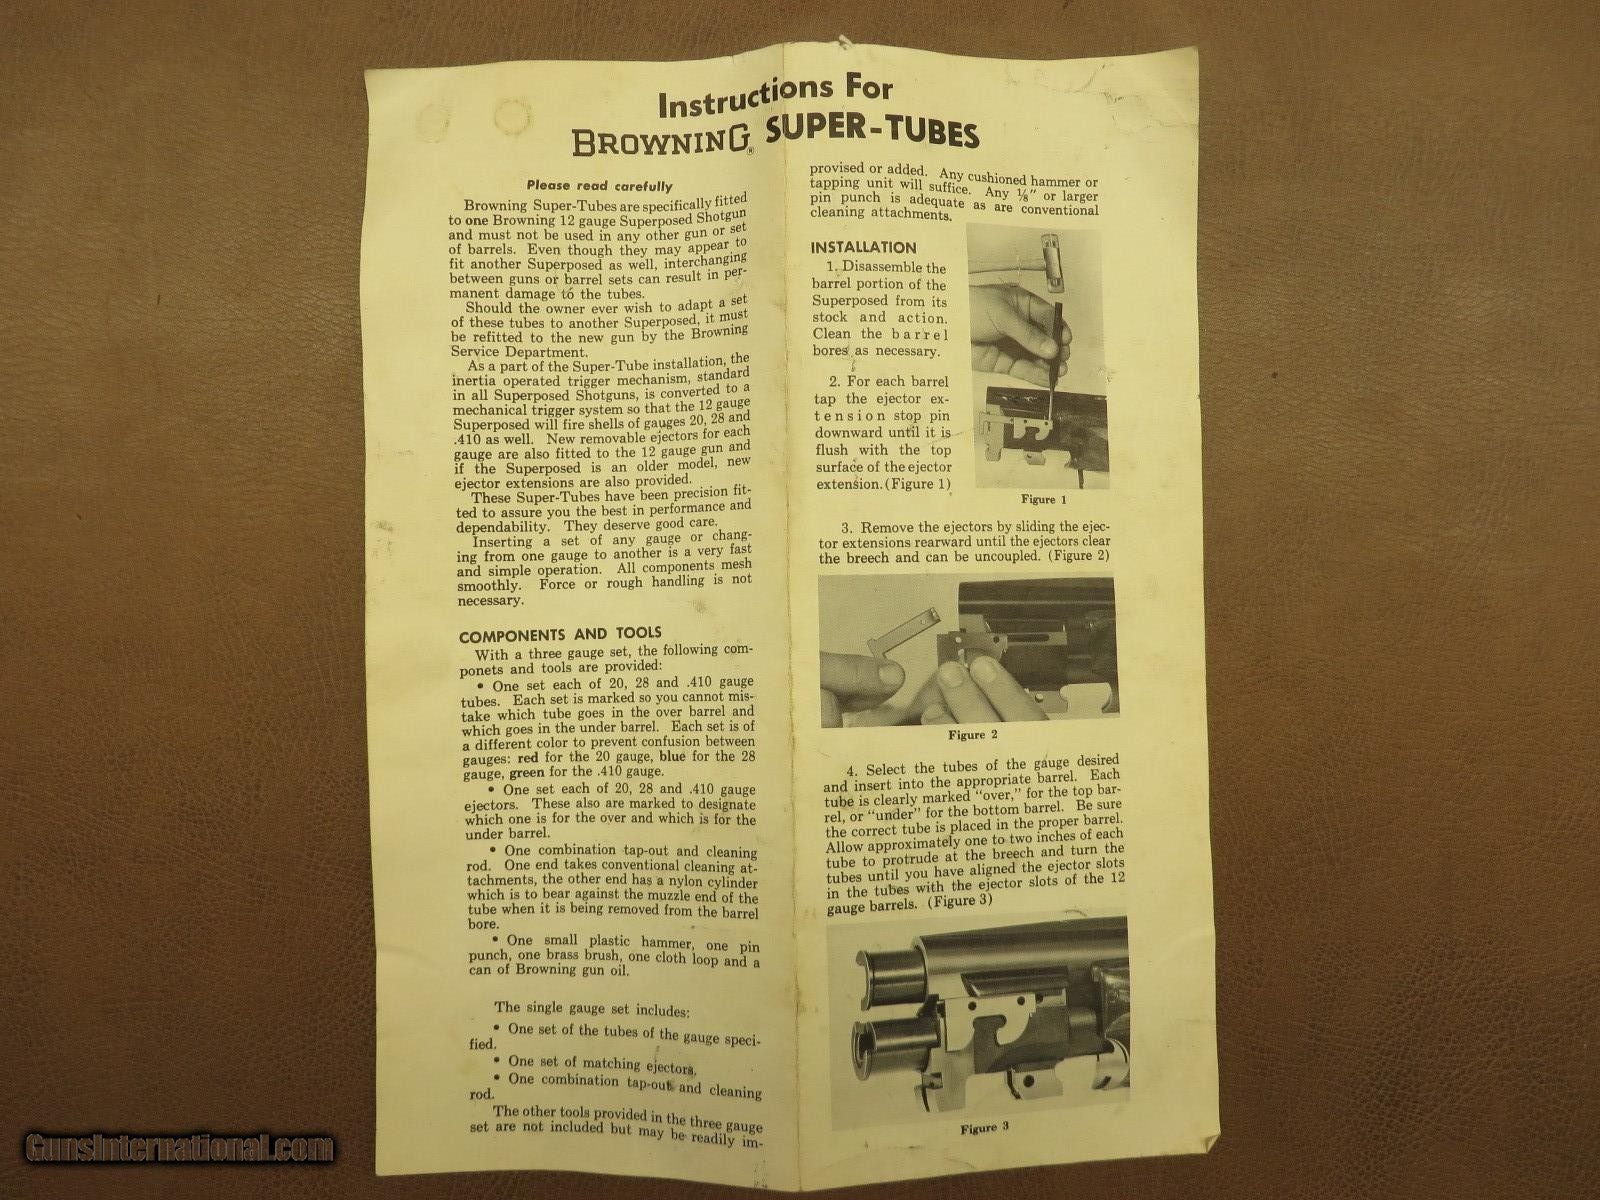 Instructions For
BROWNING® SUPER-TUBES
Please read carefully
Browning Super-Tubes are specifically fitted
to one Browning 12 gauge Superposed Shotgun
and must not be used in any other gun or set
of barrels. Even though they may appear to
fit another Superposed as well, interchanging
between guns or barrel sets can result in per-
manent damage to the tubes.
Should the owner ever wish to adapt a set
of these tubes to another Superposed, it must
be refitted to the new gun by the Browning
Service Department.
As a part of the Super-Tube installation, the
inertia operated trigger mechanism, standard
in all Superposed Shotguns, is converted to a
mechanical trigger system so that the 12 gauge
Superposed will fire shells of gauges 20, 28 and
.410 as well. New removable ejectors for each
gauge are also fitted to the 12 gauge gun and
if the Superposed is an older model, new
ejector extensions are also provided.
These Super-Tubes have been precision fit-
ted to assure you the best in performance and
dependability. They deserve good care.
Inserting a set of any gauge or chang-
ing from one gauge to another is a very fast
and simple operation. All components mesh
smoothly. Force or rough handling is not
necessary.
COMPONENTS AND TOOLS
With a three gauge set, the following com-
ponets and tools are provided:
• One set each of 20, 28 and .410 gauge
tubes. Each set is marked so you cannot mis-
take which tube goes in the over barrel and
which goes in the under barrel. Each set is of
a different color to prevent confusion between
gauges: red for the 20 gauge, blue for the 28
gauge, green for the .410 gauge.
• One set each of 20, 28 and .410 gauge
ejectors. These also are marked to designate
which one is for the over and which is for the
under barrel.
• One combination tap-out and cleaning
rod. One end takes conventional cleaning at-
tachments, the other end has a nylon cylinder
which is to bear against the muzzle end of the
tube when it is being removed from the barrel
bore.
• One small plastic hammer, one pin
punch, one brass brush, one cloth loop and a
can of Browning gun oil.
The single gauge set includes:
• One set of the tubes of the gauge speci-
fied.
• One set of matching ejectors.
• One combination tap-out and cleaning
rod.
The other tools provided in the three gauge
set are not included but may be readily im-
provised or added. Any cushioned hammer or
tapping unit will suffice. Any ⅛" or larger
pin punch is adequate as are conventional
cleaning attachments.
INSTALLATION
1. Disassemble the
barrel portion of the
Superposed from its
stock and action.
Clean the barrel
bores as necessary.
2. For each barrel
tap the ejector ex-
tension stop pin
downward until it is
flush with the top
surface of the ejector
extension. (Figure 1)
Figure 1
3. Remove the ejectors by sliding the ejec-
tor extensions rearward until the ejectors clear
the breech and can be uncoupled. (Figure 2)
Figure 2
4. Select the tubes of the gauge desired
and insert into the appropriate barrel. Each
tube is clearly marked "over," for the top bar-
rel, or "under" for the bottom barrel. Be sure
the correct tube is placed in the proper barrel.
Allow approximately one to two inches of each
tube to protrude at the breech and turn the
tubes until you have aligned the ejector slots
in the tubes with the ejector slots of the 12
gauge barrels. (Figure 3)
Figure 3
GunsInternational.com